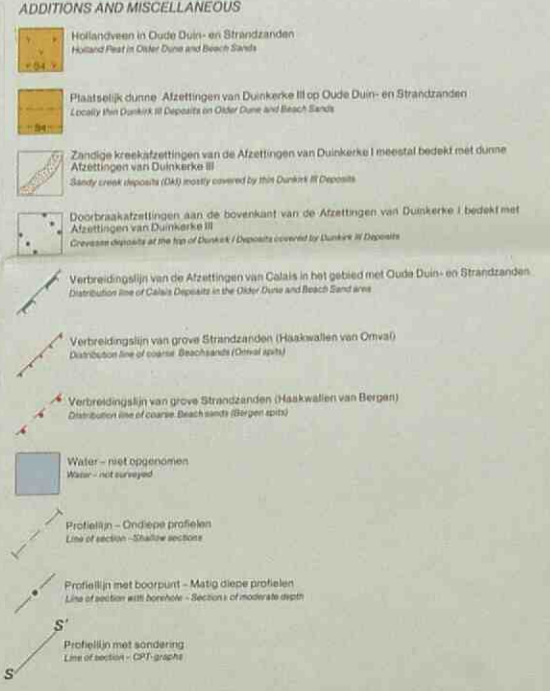 ADDITIONS AND MISCELLANEOUS
Hollandveen in Oude Duin- en Strandzanden
Holland Peat in Older Dune and Beach Sands
S4
Plaatselijk dunne Afzettingen van Duinkerke III op Oude Duin- en Strandzanden
Locally thin Dunkirk III Deposits on Older Dune and Beach Sands
S4
Zandige kreekafzettingen van de Afzettingen van Duinkerke I meestal bedekt met dunne
Afzettingen van Duinkerke III
Sandy creek deposits (DkI) mostly covered by thin Dunkirk III Deposits
Doorbraakafzettingen aan de bovenkant van de Afzettingen van Duinkerke I bedekt met
Afzettingen van Duinkerke III
Crevasse deposits at the top of Dunkirk I Deposits covered by Dunkirk III Deposits
Verbreidingslijn van de Afzettingen van Calais in het gebied met Oude Duin- en Strandzanden
Distribution line of Calais Deposits in the Older Dune and Beach Sand area
Verbreidingslijn van grove Strandzanden (Haakwallen van Omval)
Distribution line of coarse Beachsands (Omval spits)
Verbreidingslijn van grove Strandzanden (Haakwallen van Bergen)
Distribution line of coarse Beach sands (Bergen spits)
Water – niet opgenomen
Water – not surveyed
Profiellijn – Ondiepe profielen
Line of section – Shallow sections
Profiellijn met boorpunt – Matig diepe profielen
Line of section with borehole – Sections of moderate depth
S'
Profiellijn met sondering
Line of section – CPT-graphs
S